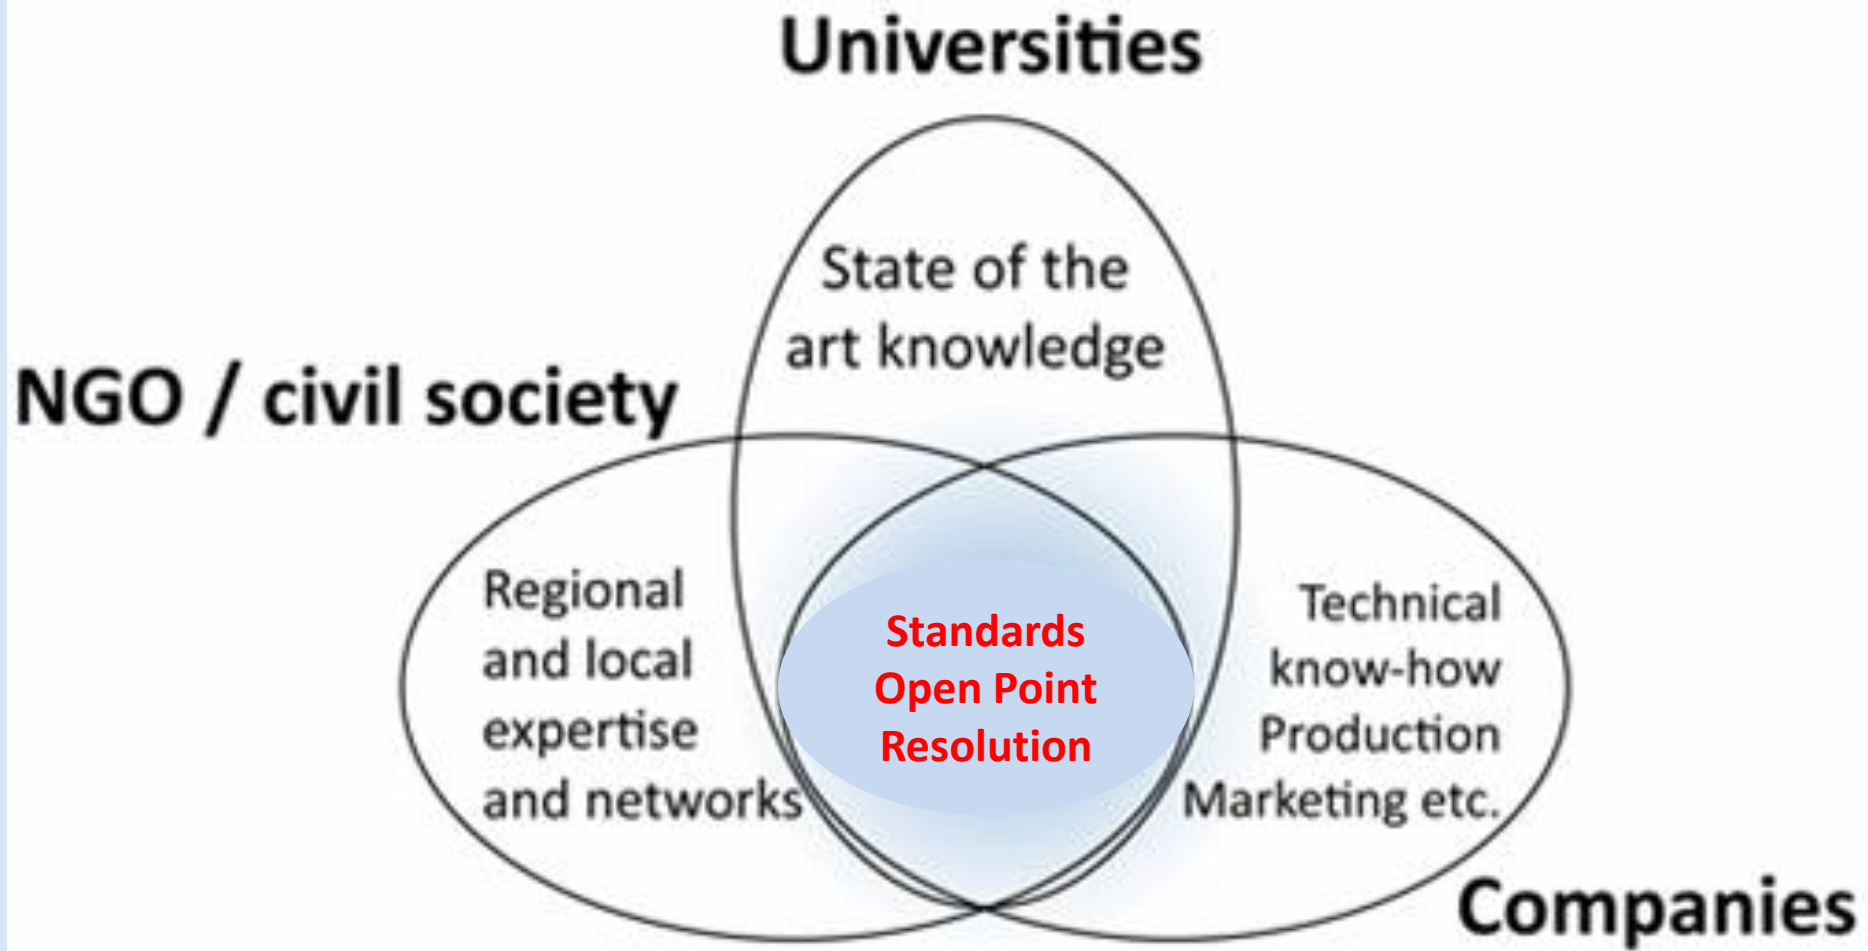 Universities
State of the
art knowledge
NGO / civil society
Regional
and local
expertise
and networks
Standards
Open Point
Resolution
Technical
know-how
Production
Marketing etc.
Companies